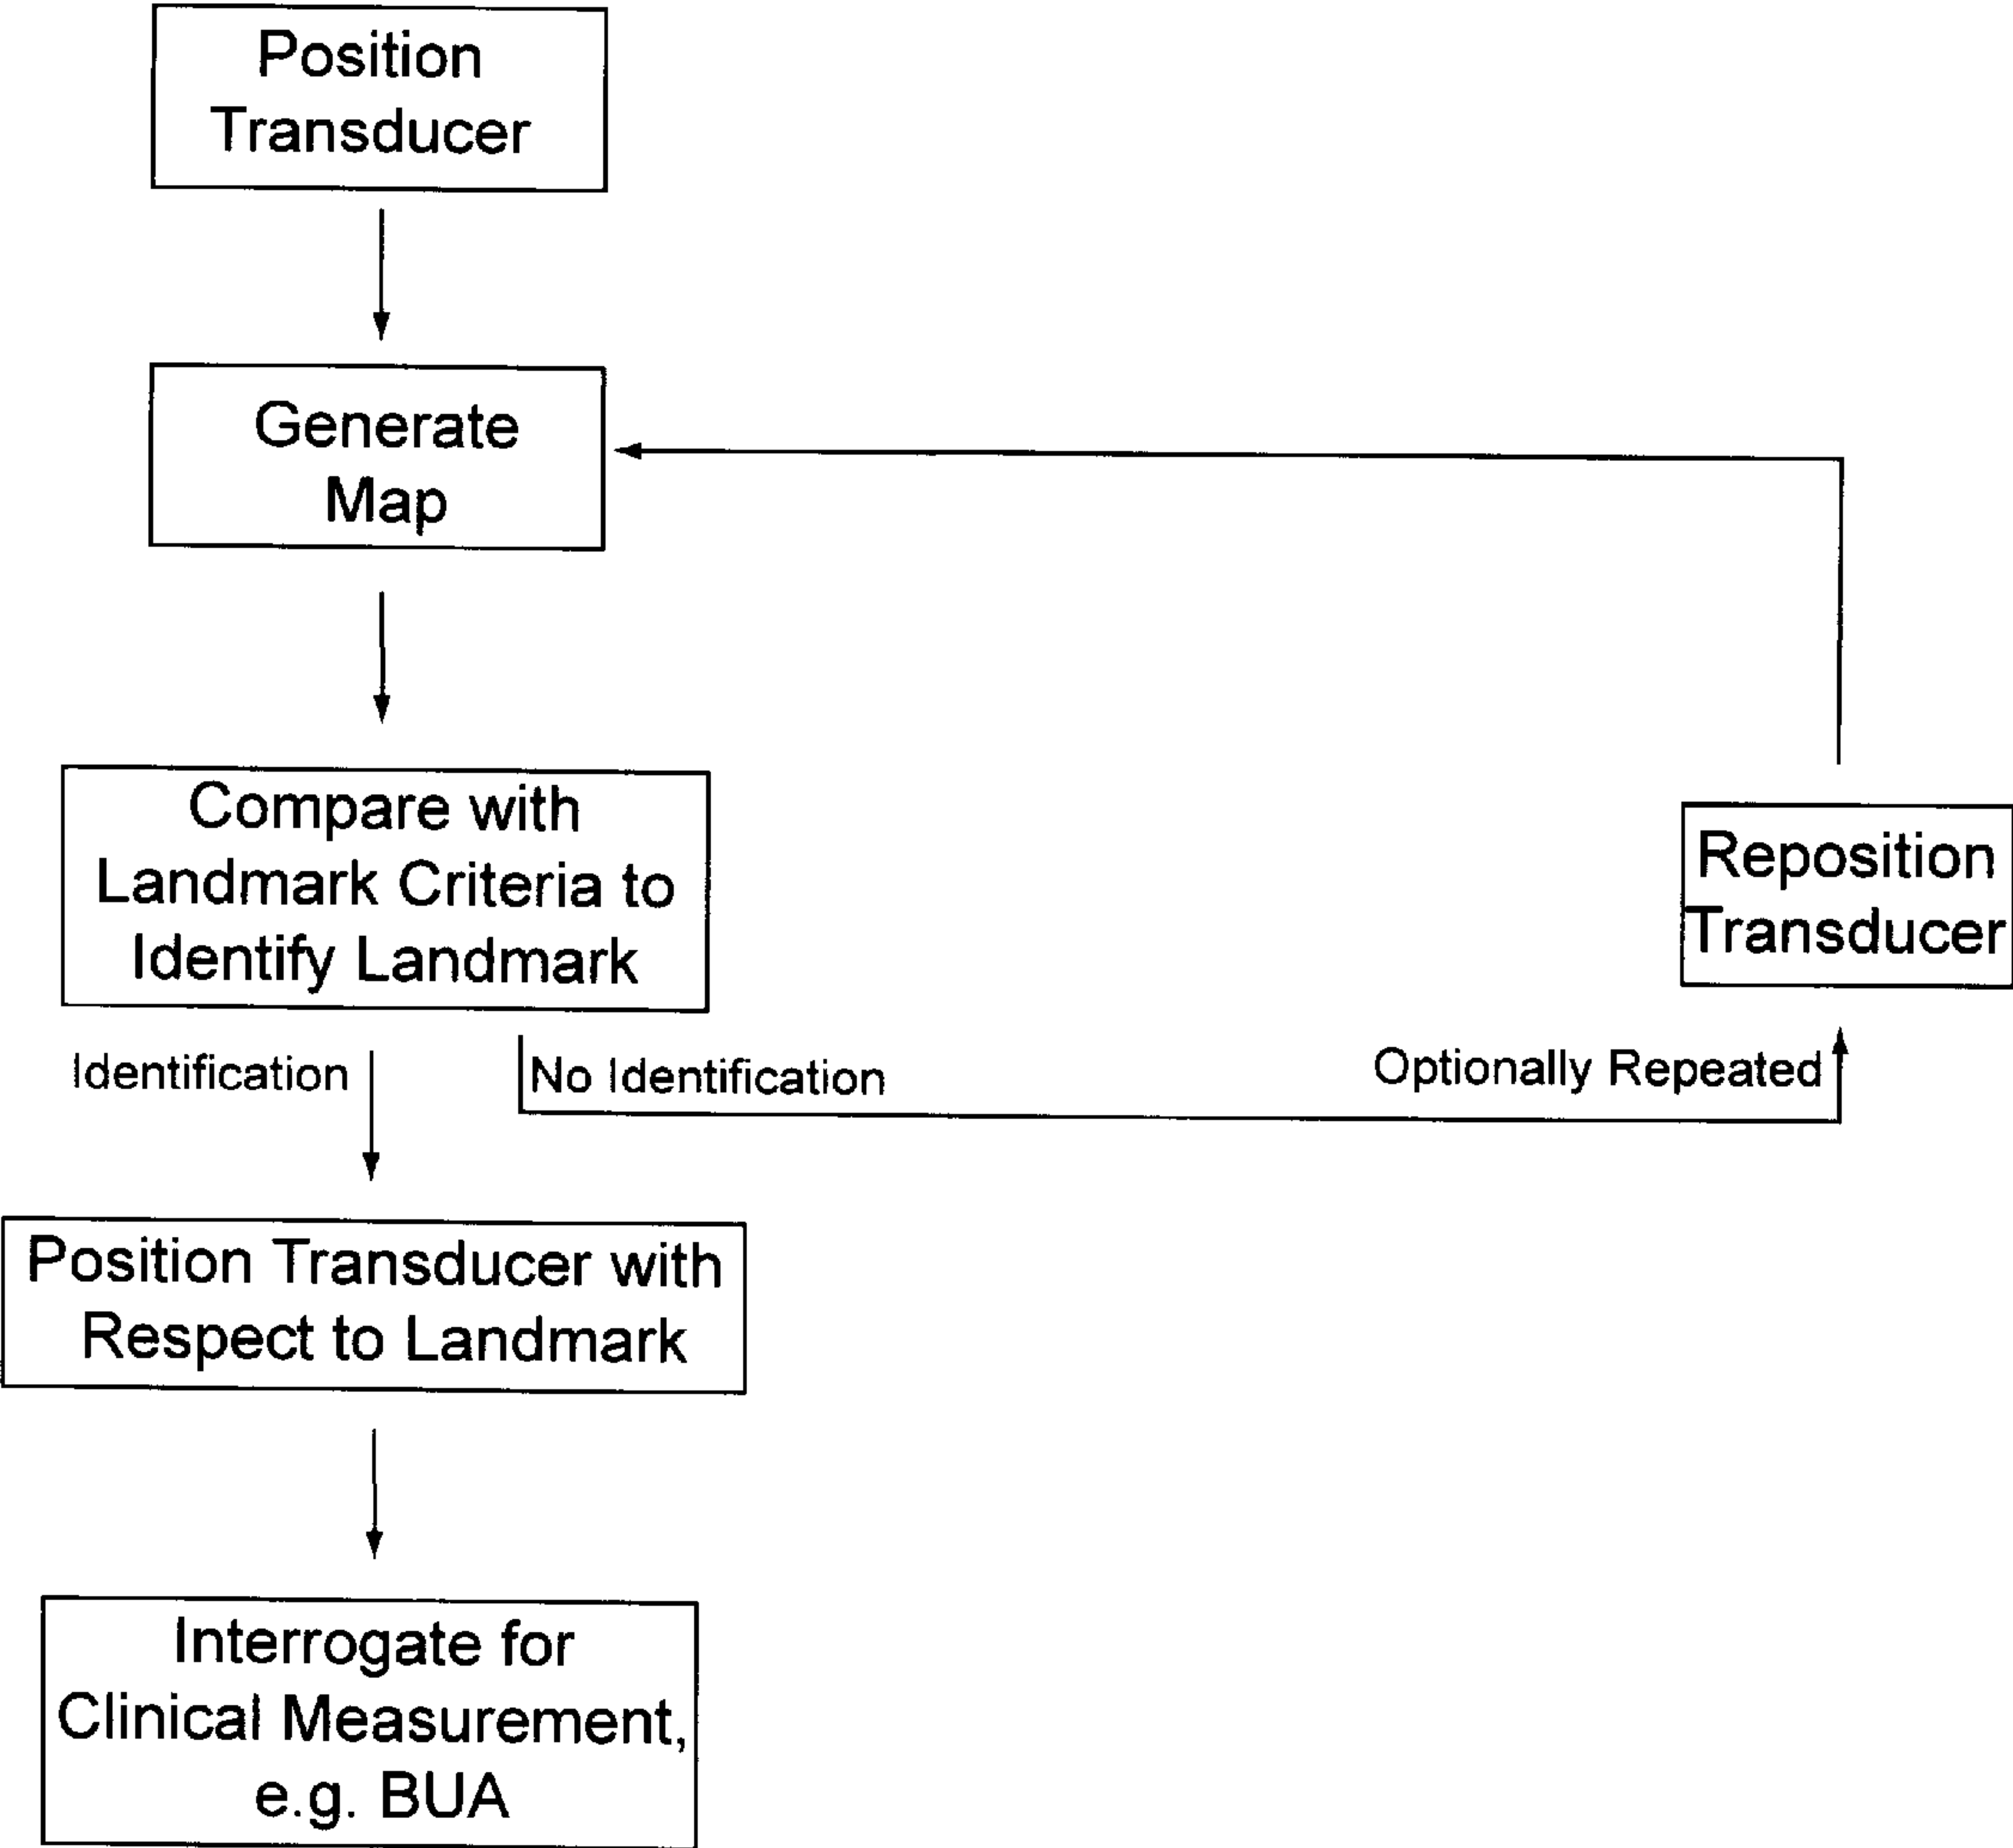 Position
Transducer
Generate
Map
Compare with
Landmark Criteria to
Identify Landmark
Reposition
Transducer
Identification
No Identification
Optionally Repeated
Position Transducer with
Respect to Landmark
Interrogate for
Clinical Measurement,
e.g. BUA